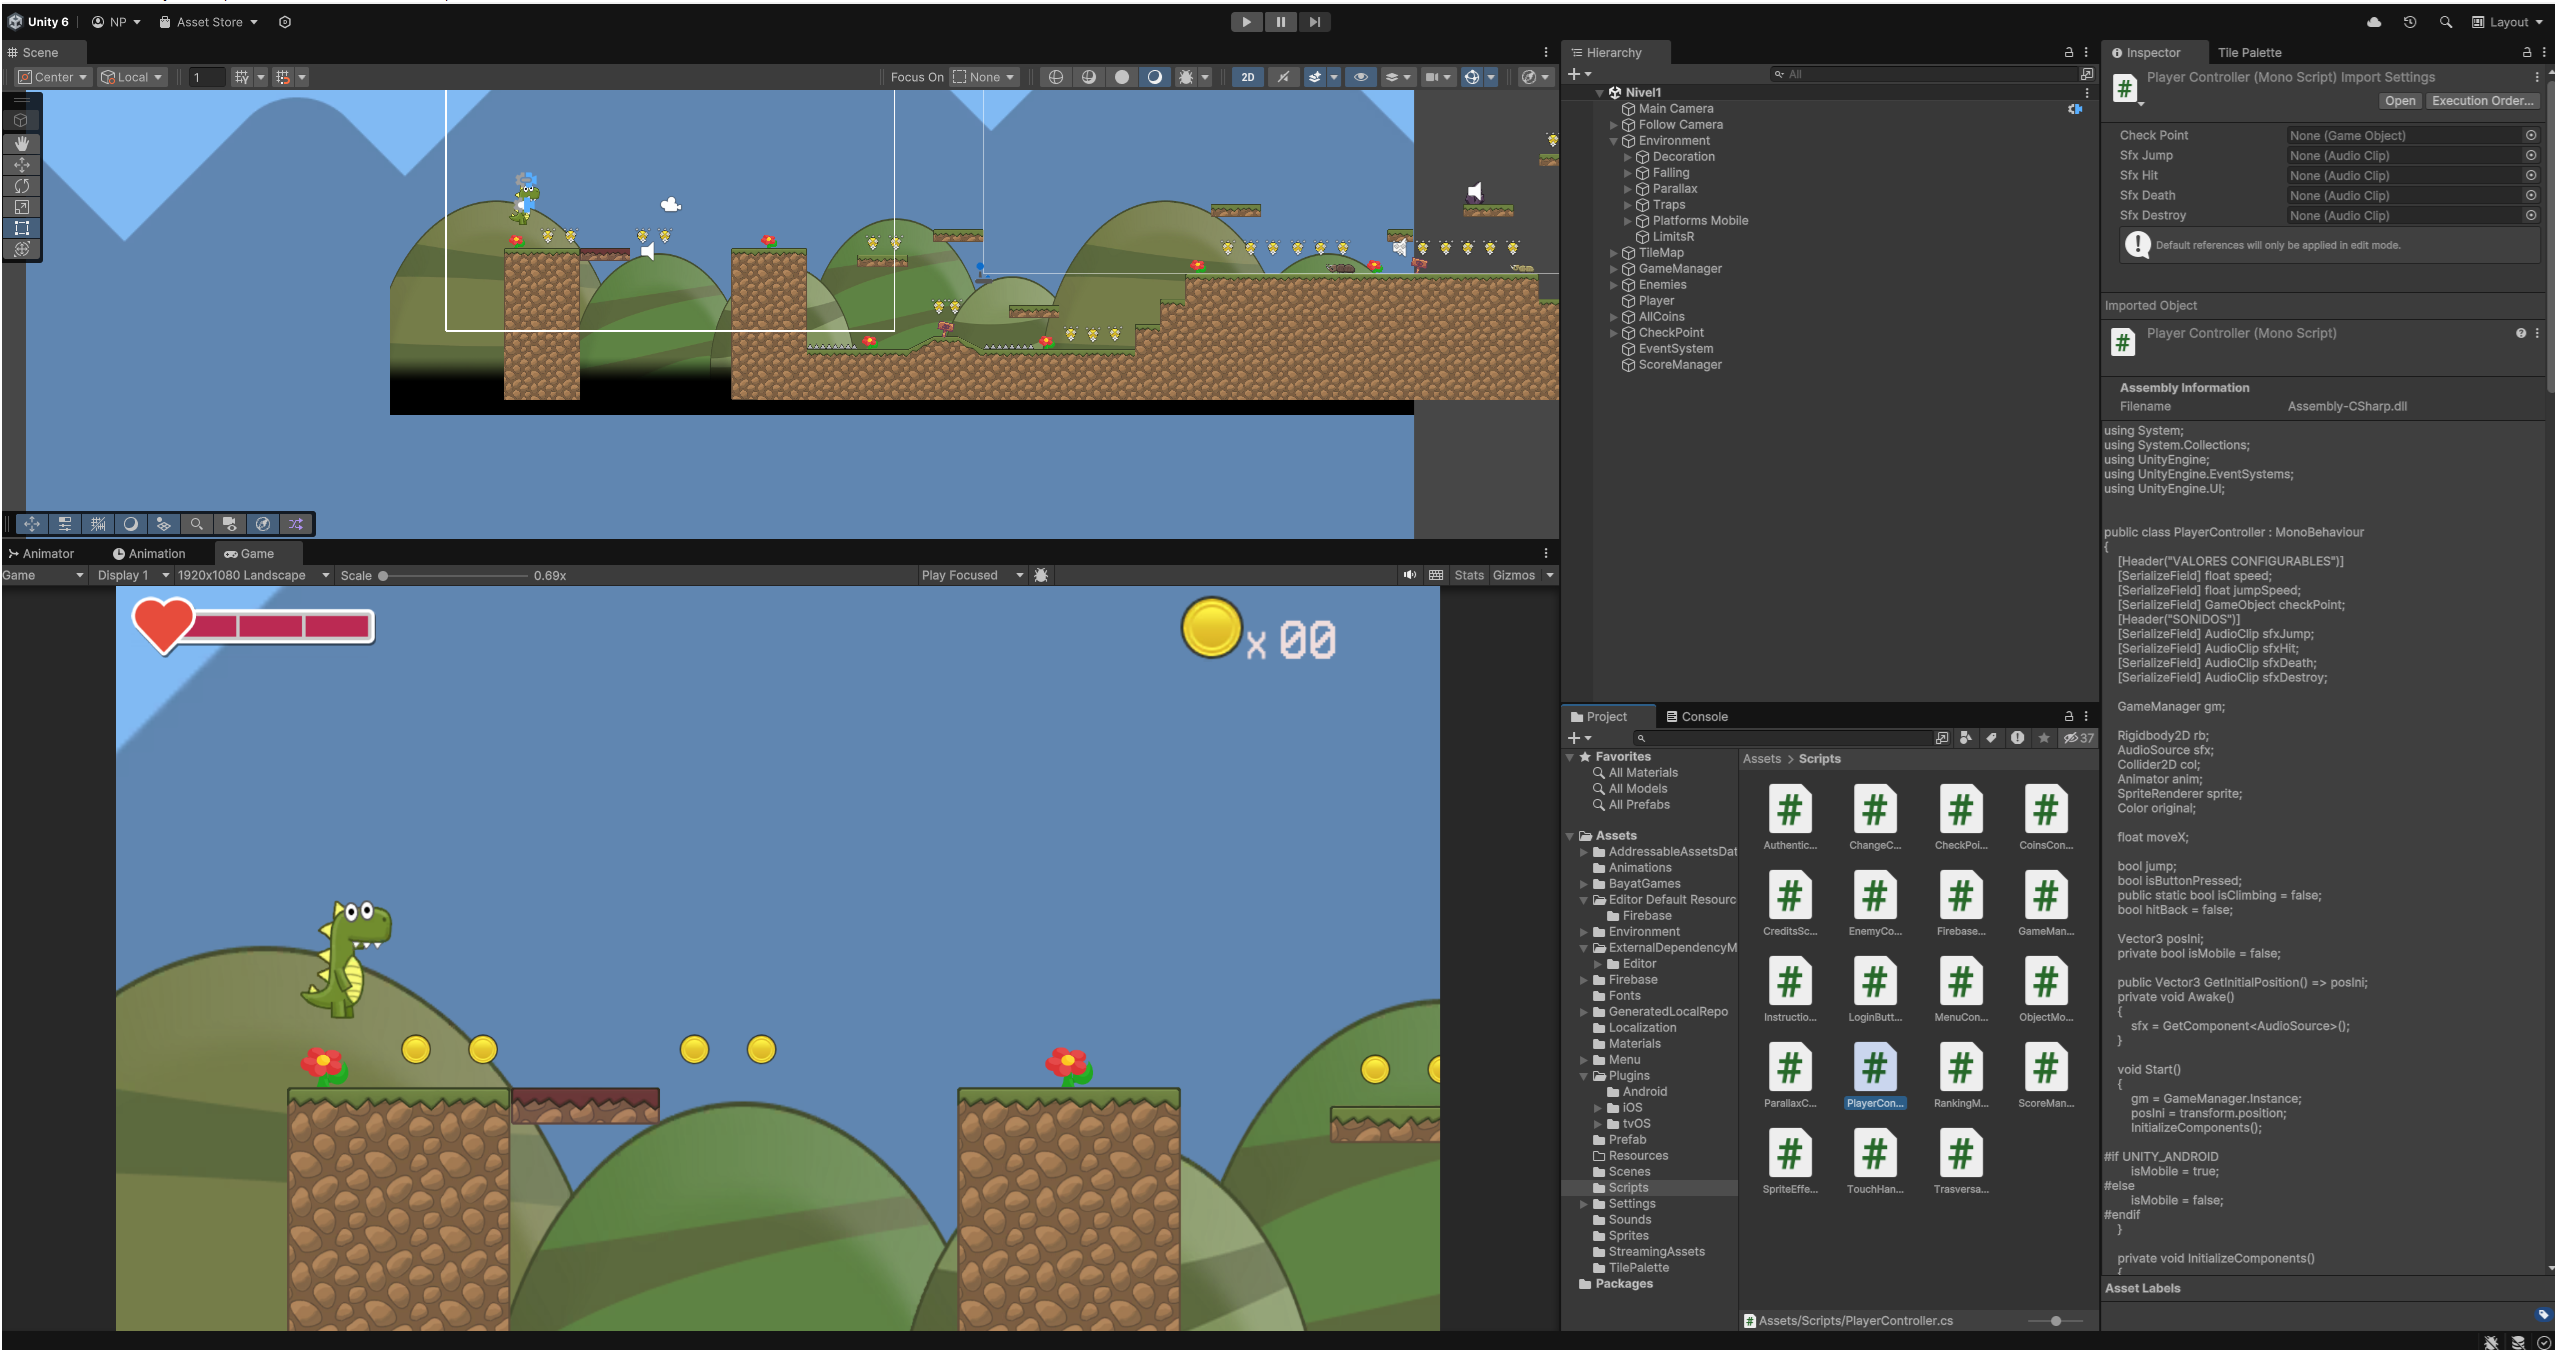 Unity 6 NP Asset Store Layout
Scene
Center Local 1 Focus On None 2D
Animator Animation Game
Game Display 1 1920x1080 Landscape Scale 0.69x Play Focused Stats Gizmos
x 00
Hierarchy
All
Nivel1
Main Camera
Follow Camera
Environment
Decoration
Falling
Parallax
Traps
Platforms Mobile
LimitsR
TileMap
GameManager
Enemies
Player
AllCoins
CheckPoint
EventSystem
ScoreManager
Project Console
37
Favorites
All Materials
All Models
All Prefabs
Assets
AddressableAssetsDat
Animations
BayatGames
Editor Default Resourc
Firebase
Environment
ExternalDependencyM
Editor
Firebase
Fonts
GeneratedLocalRepo
Localization
Materials
Menu
Plugins
Android
iOS
tvOS
Prefab
Resources
Scenes
Scripts
Settings
Sounds
Sprites
StreamingAssets
TilePalette
Packages
Assets > Scripts
# # # #
Authentic... ChangeC... CheckPoi... CoinsCon...
# # # #
CreditsSc... EnemyCo... Firebase... GameMan...
# # # #
Instructio... LoginButt... MenuCon... ObjectMo...
# # # #
ParallaxC... PlayerCon... RankingM... ScoreMan...
# # #
SpriteEffe... TouchHan... Trasversa...
Assets/Scripts/PlayerController.cs
Inspector Tile Palette
Player Controller (Mono Script) Import Settings
Open Execution Order...
Check Point None (Game Object)
Sfx Jump None (Audio Clip)
Sfx Hit None (Audio Clip)
Sfx Death None (Audio Clip)
Sfx Destroy None (Audio Clip)
Default references will only be applied in edit mode.
Imported Object
Player Controller (Mono Script)
Assembly Information
Filename Assembly-CSharp.dll
using System;
using System.Collections;
using UnityEngine;
using UnityEngine.EventSystems;
using UnityEngine.UI;
public class PlayerController : MonoBehaviour
{
[Header("VALORES CONFIGURABLES")]
[SerializeField] float speed;
[SerializeField] float jumpSpeed;
[SerializeField] GameObject checkPoint;
[Header("SONIDOS")]
[SerializeField] AudioClip sfxJump;
[SerializeField] AudioClip sfxHit;
[SerializeField] AudioClip sfxDeath;
[SerializeField] AudioClip sfxDestroy;
GameManager gm;
Rigidbody2D rb;
AudioSource sfx;
Collider2D col;
Animator anim;
SpriteRenderer sprite;
Color original;
float moveX;
bool jump;
bool isButtonPressed;
public static bool isClimbing = false;
bool hitBack = false;
Vector3 posIni;
private bool isMobile = false;
public Vector3 GetInitialPosition() => posIni;
private void Awake()
{
sfx = GetComponent<AudioSource>();
}
void Start()
{
gm = GameManager.Instance;
posIni = transform.position;
InitializeComponents();
#if UNITY_ANDROID
isMobile = true;
#else
isMobile = false;
#endif
}
private void InitializeComponents()
{
Asset Labels